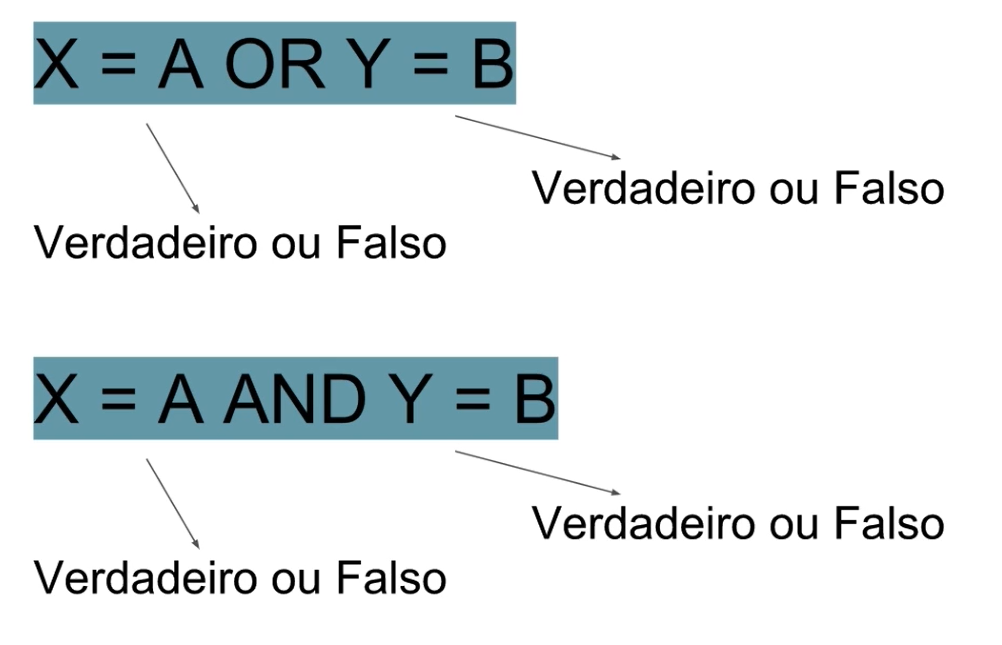 X = A OR Y = B
Verdadeiro ou Falso
Verdadeiro ou Falso
X = A AND Y = B
Verdadeiro ou Falso
Verdadeiro ou Falso